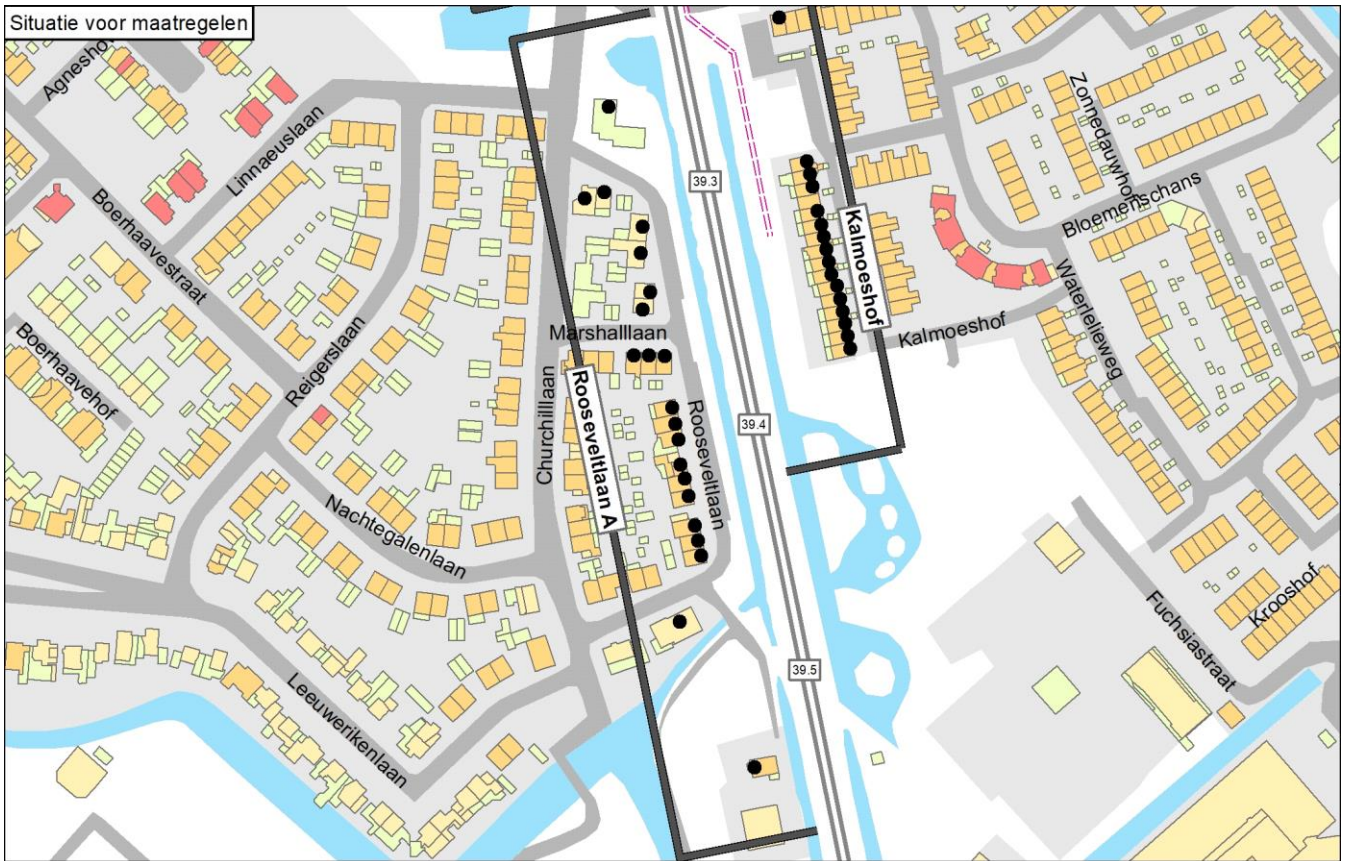 Situatie voor maatregelen
Agneshof
Linnaeuslaan
Boerhaavestraat
Boerhaavehof
Reigerslaan
Nachtegalenlaan
Leeuwerikenlaan
Churchilllaan
Marshalllaan
Rooseveltlaan A
Rooseveltlaan
39.3
39.4
39.5
Kalmoeshof
Kalmoeshof
Zonnedauwhof
Bloemenschans
Waterlelieweg
Fuchsiastraat
Krooshof